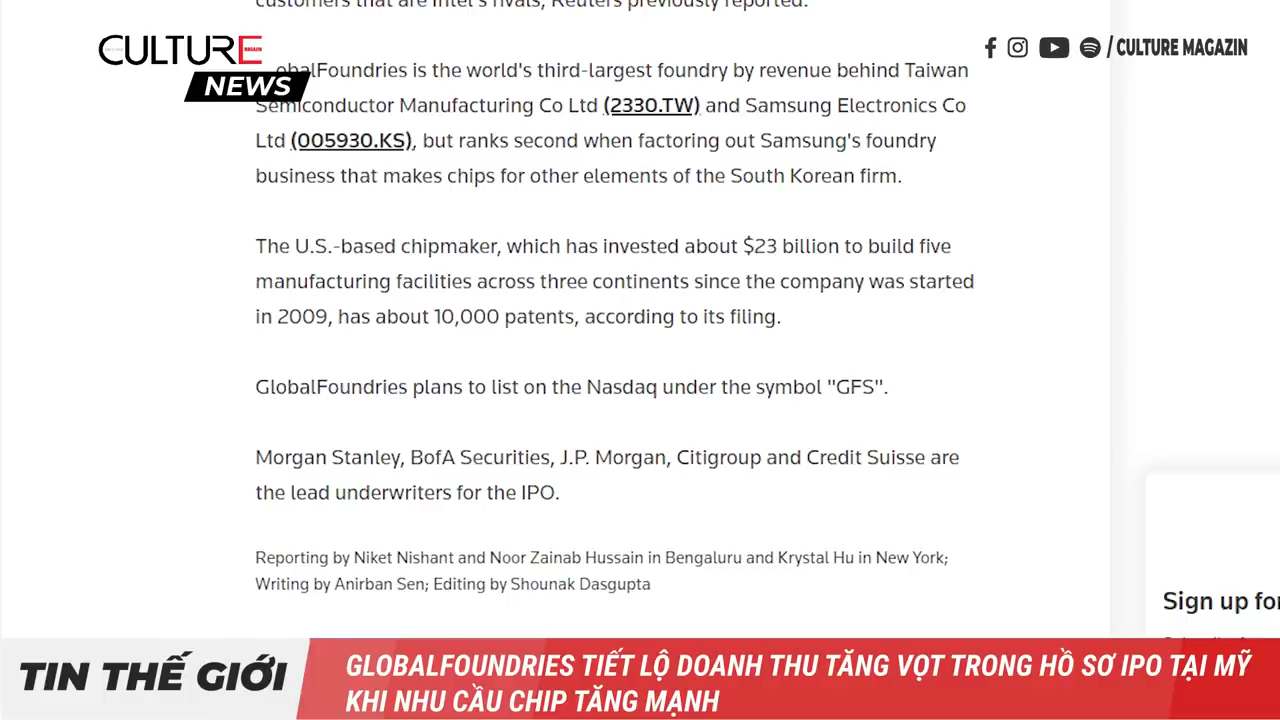 customers that are Intel's rivals, Reuters previously reported.
CULTURE
MAGAZIN
NEWS
/ CULTURE MAGAZIN
obalFoundries is the world's third-largest foundry by revenue behind Taiwan
Semiconductor Manufacturing Co Ltd (2330.TW) and Samsung Electronics Co
Ltd (005930.KS), but ranks second when factoring out Samsung's foundry
business that makes chips for other elements of the South Korean firm.
The U.S.-based chipmaker, which has invested about $23 billion to build five
manufacturing facilities across three continents since the company was started
in 2009, has about 10,000 patents, according to its filing.
GlobalFoundries plans to list on the Nasdaq under the symbol "GFS".
Morgan Stanley, BofA Securities, J.P. Morgan, Citigroup and Credit Suisse are
the lead underwriters for the IPO.
Reporting by Niket Nishant and Noor Zainab Hussain in Bengaluru and Krystal Hu in New York;
Writing by Anirban Sen; Editing by Shounak Dasgupta
Sign up for
TIN THẾ GIỚI
GLOBALFOUNDRIES TIẾT LỘ DOANH THU TĂNG VỌT TRONG HỒ SƠ IPO TẠI MỸ
KHI NHU CẦU CHIP TĂNG MẠNH